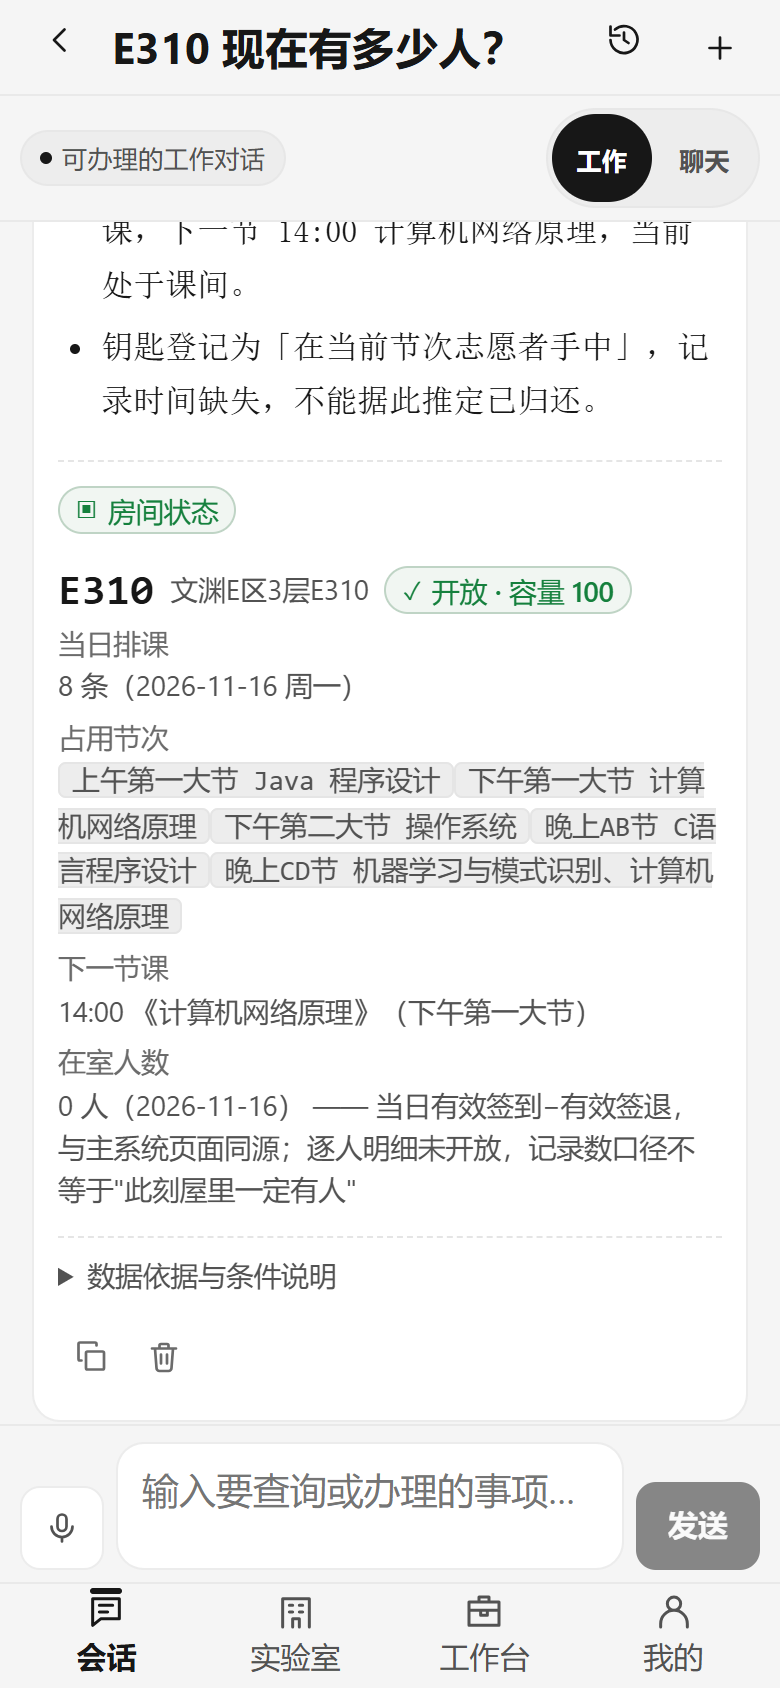 E310 现在有多少人？
可办理的工作对话
工作
聊天
课，下一节 14:00 计算机网络原理，当前
处于课间。
钥匙登记为「在当前节次志愿者手中」，记
录时间缺失，不能据此推定已归还。
房间状态
E310 文渊E区3层E310 ✓ 开放 · 容量 100
当日排课
8 条（2026-11-16 周一）
占用节次
上午第一大节 Java 程序设计 下午第一大节 计算
机网络原理 下午第二大节 操作系统 晚上AB节 C语
言程序设计 晚上CD节 机器学习与模式识别、计算机
网络原理
下一节课
14:00 《计算机网络原理》（下午第一大节）
在室人数
0 人（2026-11-16） —— 当日有效签到−有效签退，
与主系统页面同源；逐人明细未开放，记录数口径不
等于"此刻屋里一定有人"
数据依据与条件说明
输入要查询或办理的事项...
发送
会话
实验室
工作台
我的